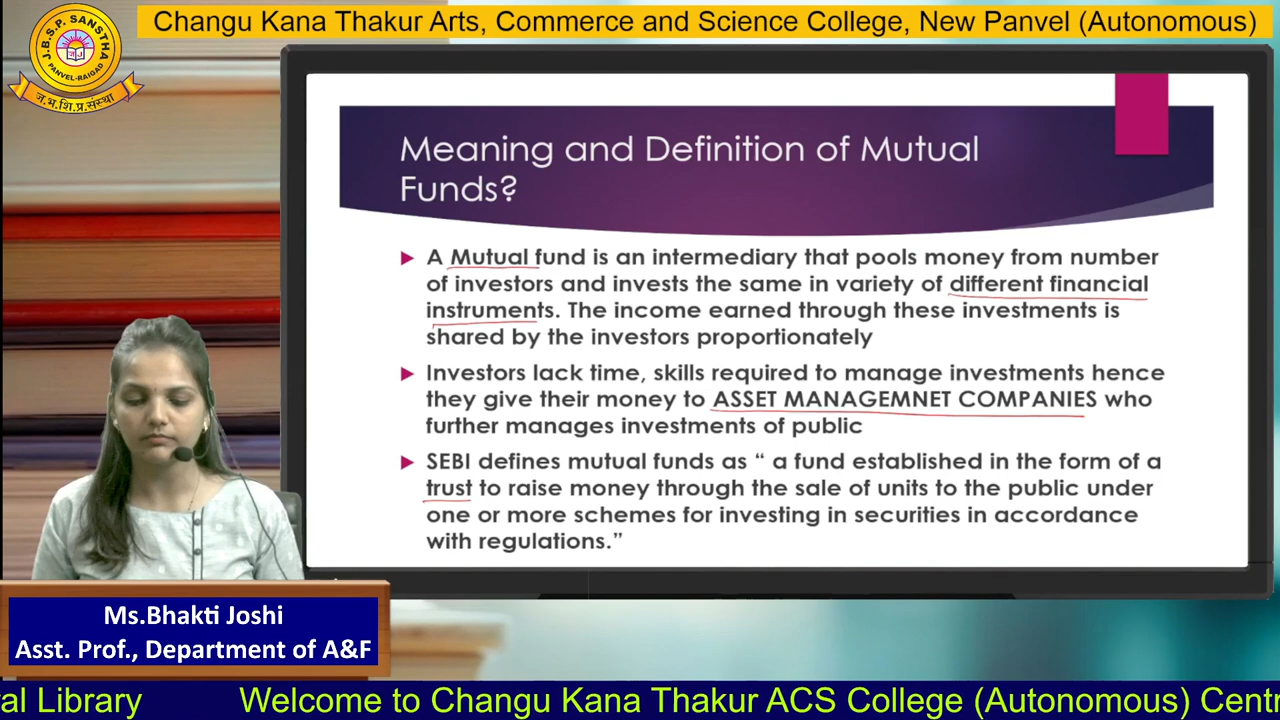 Changu Kana Thakur Arts, Commerce and Science College, New Panvel (Autonomous)
J.B.S.P. SANSTHA
PANVEL-RAIGAD
ज.भ.शि.प्र.संस्था
Meaning and Definition of Mutual
Funds?
A Mutual fund is an intermediary that pools money from number
of investors and invests the same in variety of different financial
instruments. The income earned through these investments is
shared by the investors proportionately
Investors lack time, skills required to manage investments hence
they give their money to ASSET MANAGEMNET COMPANIES who
further manages investments of public
SEBI defines mutual funds as “ a fund established in the form of a
trust to raise money through the sale of units to the public under
one or more schemes for investing in securities in accordance
with regulations.”
Ms.Bhakti Joshi
Asst. Prof., Department of A&F
al Library Welcome to Changu Kana Thakur ACS College (Autonomous) Cent